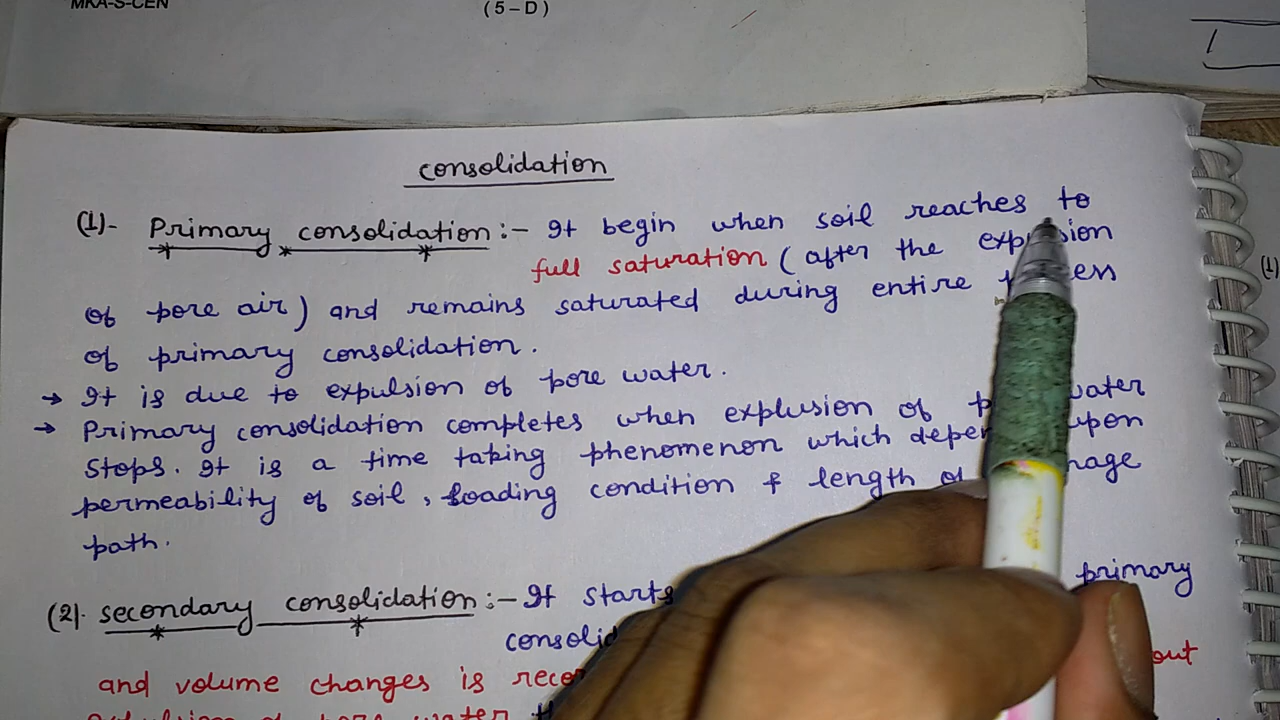 MKA-S-CEN
(5-D)
consolidation
(1)- Primary consolidation :- It begin when soil reaches to
full saturation (after the
of pore air) and remains saturated during entire
of primary consolidation.
→ It is due to expulsion of pore water.
→ Primary consolidation completes when explusion of water
stops. It is a time taking phenomenon which upon
permeability of soil, loading condition & length of
path.
(2). secondary consolidation :- It starts primary
and volume changes is out